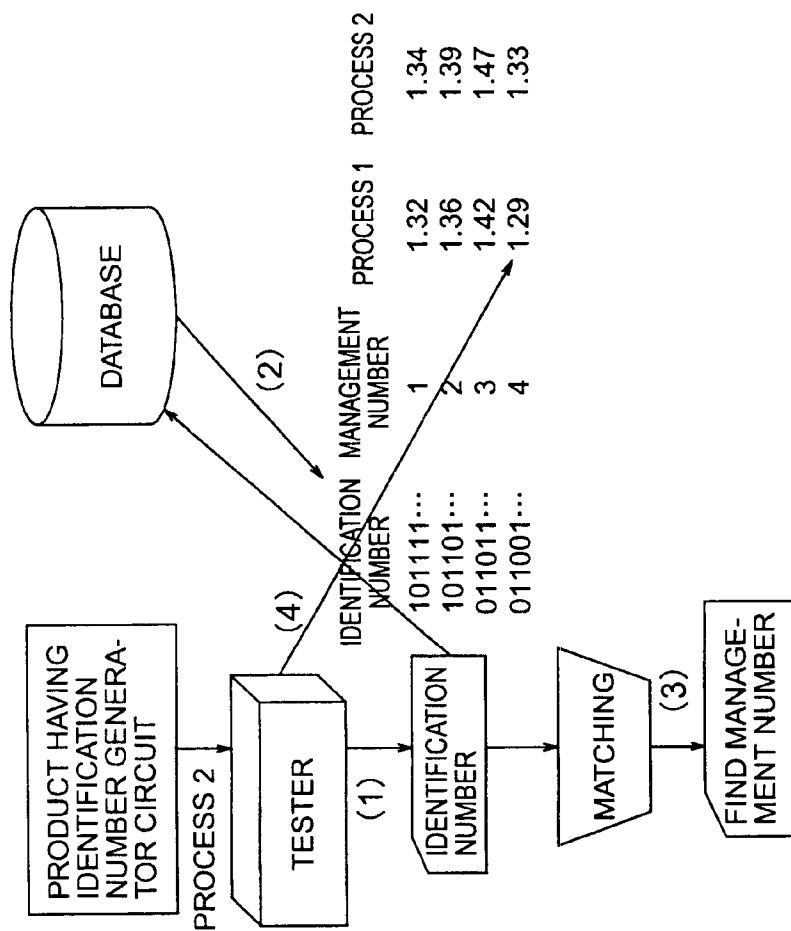 PRODUCT HAVING
IDENTIFICATION
NUMBER GENERA-
TOR CIRCUIT
PROCESS 2
TESTER
(1)
IDENTIFICATION
NUMBER
MATCHING
(3)
FIND MANAGE-
MENT NUMBER
DATABASE
(2)
(4)
IDENTIFICATION MANAGEMENT PROCESS 1 PROCESS 2
NUMBER NUMBER
101111... 1 1.32 1.34
101101... 2 1.36 1.39
011011... 3 1.42 1.47
011001... 4 1.29 1.33